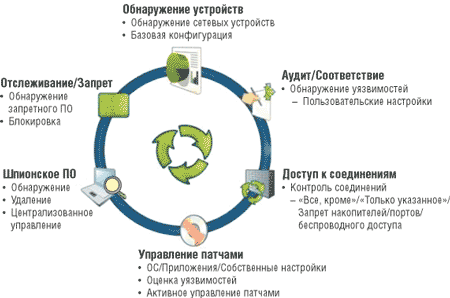 Обнаружение устройств
• Обнаружение сетевых устройств
• Базовая конфигурация
Аудит/Соответствие
• Обнаружение уязвимостей
– Пользовательские настройки
Доступ к соединениям
• Контроль соединений
– «Все, кроме»/«Только указанное»/
Запрет накопителей/портов/
беспроводного доступа
Управление патчами
• ОС/Приложения/Собственные настройки
• Оценка уязвимостей
• Активное управление патчами
Шпионское ПО
• Обнаружение
• Удаление
• Централизованное
управление
Отслеживание/Запрет
• Обнаружение
запретного ПО
• Блокировка